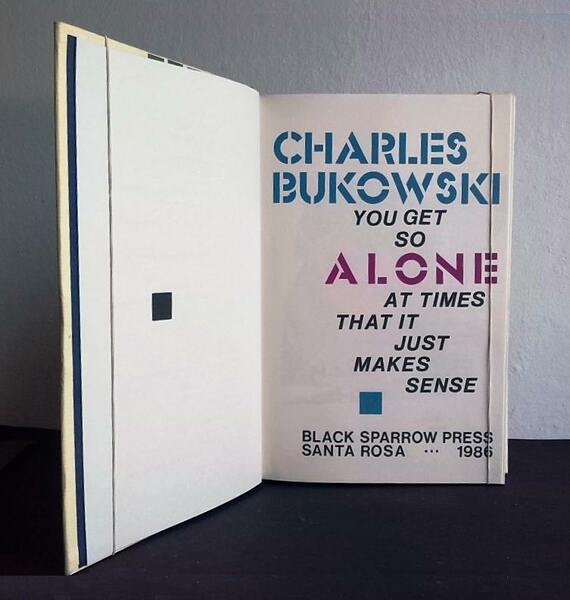 CHARLES
BUKOWSKI
YOU GET
SO
ALONE
AT TIMES
THAT IT
JUST
MAKES
SENSE
BLACK SPARROW PRESS
SANTA ROSA ··· 1986